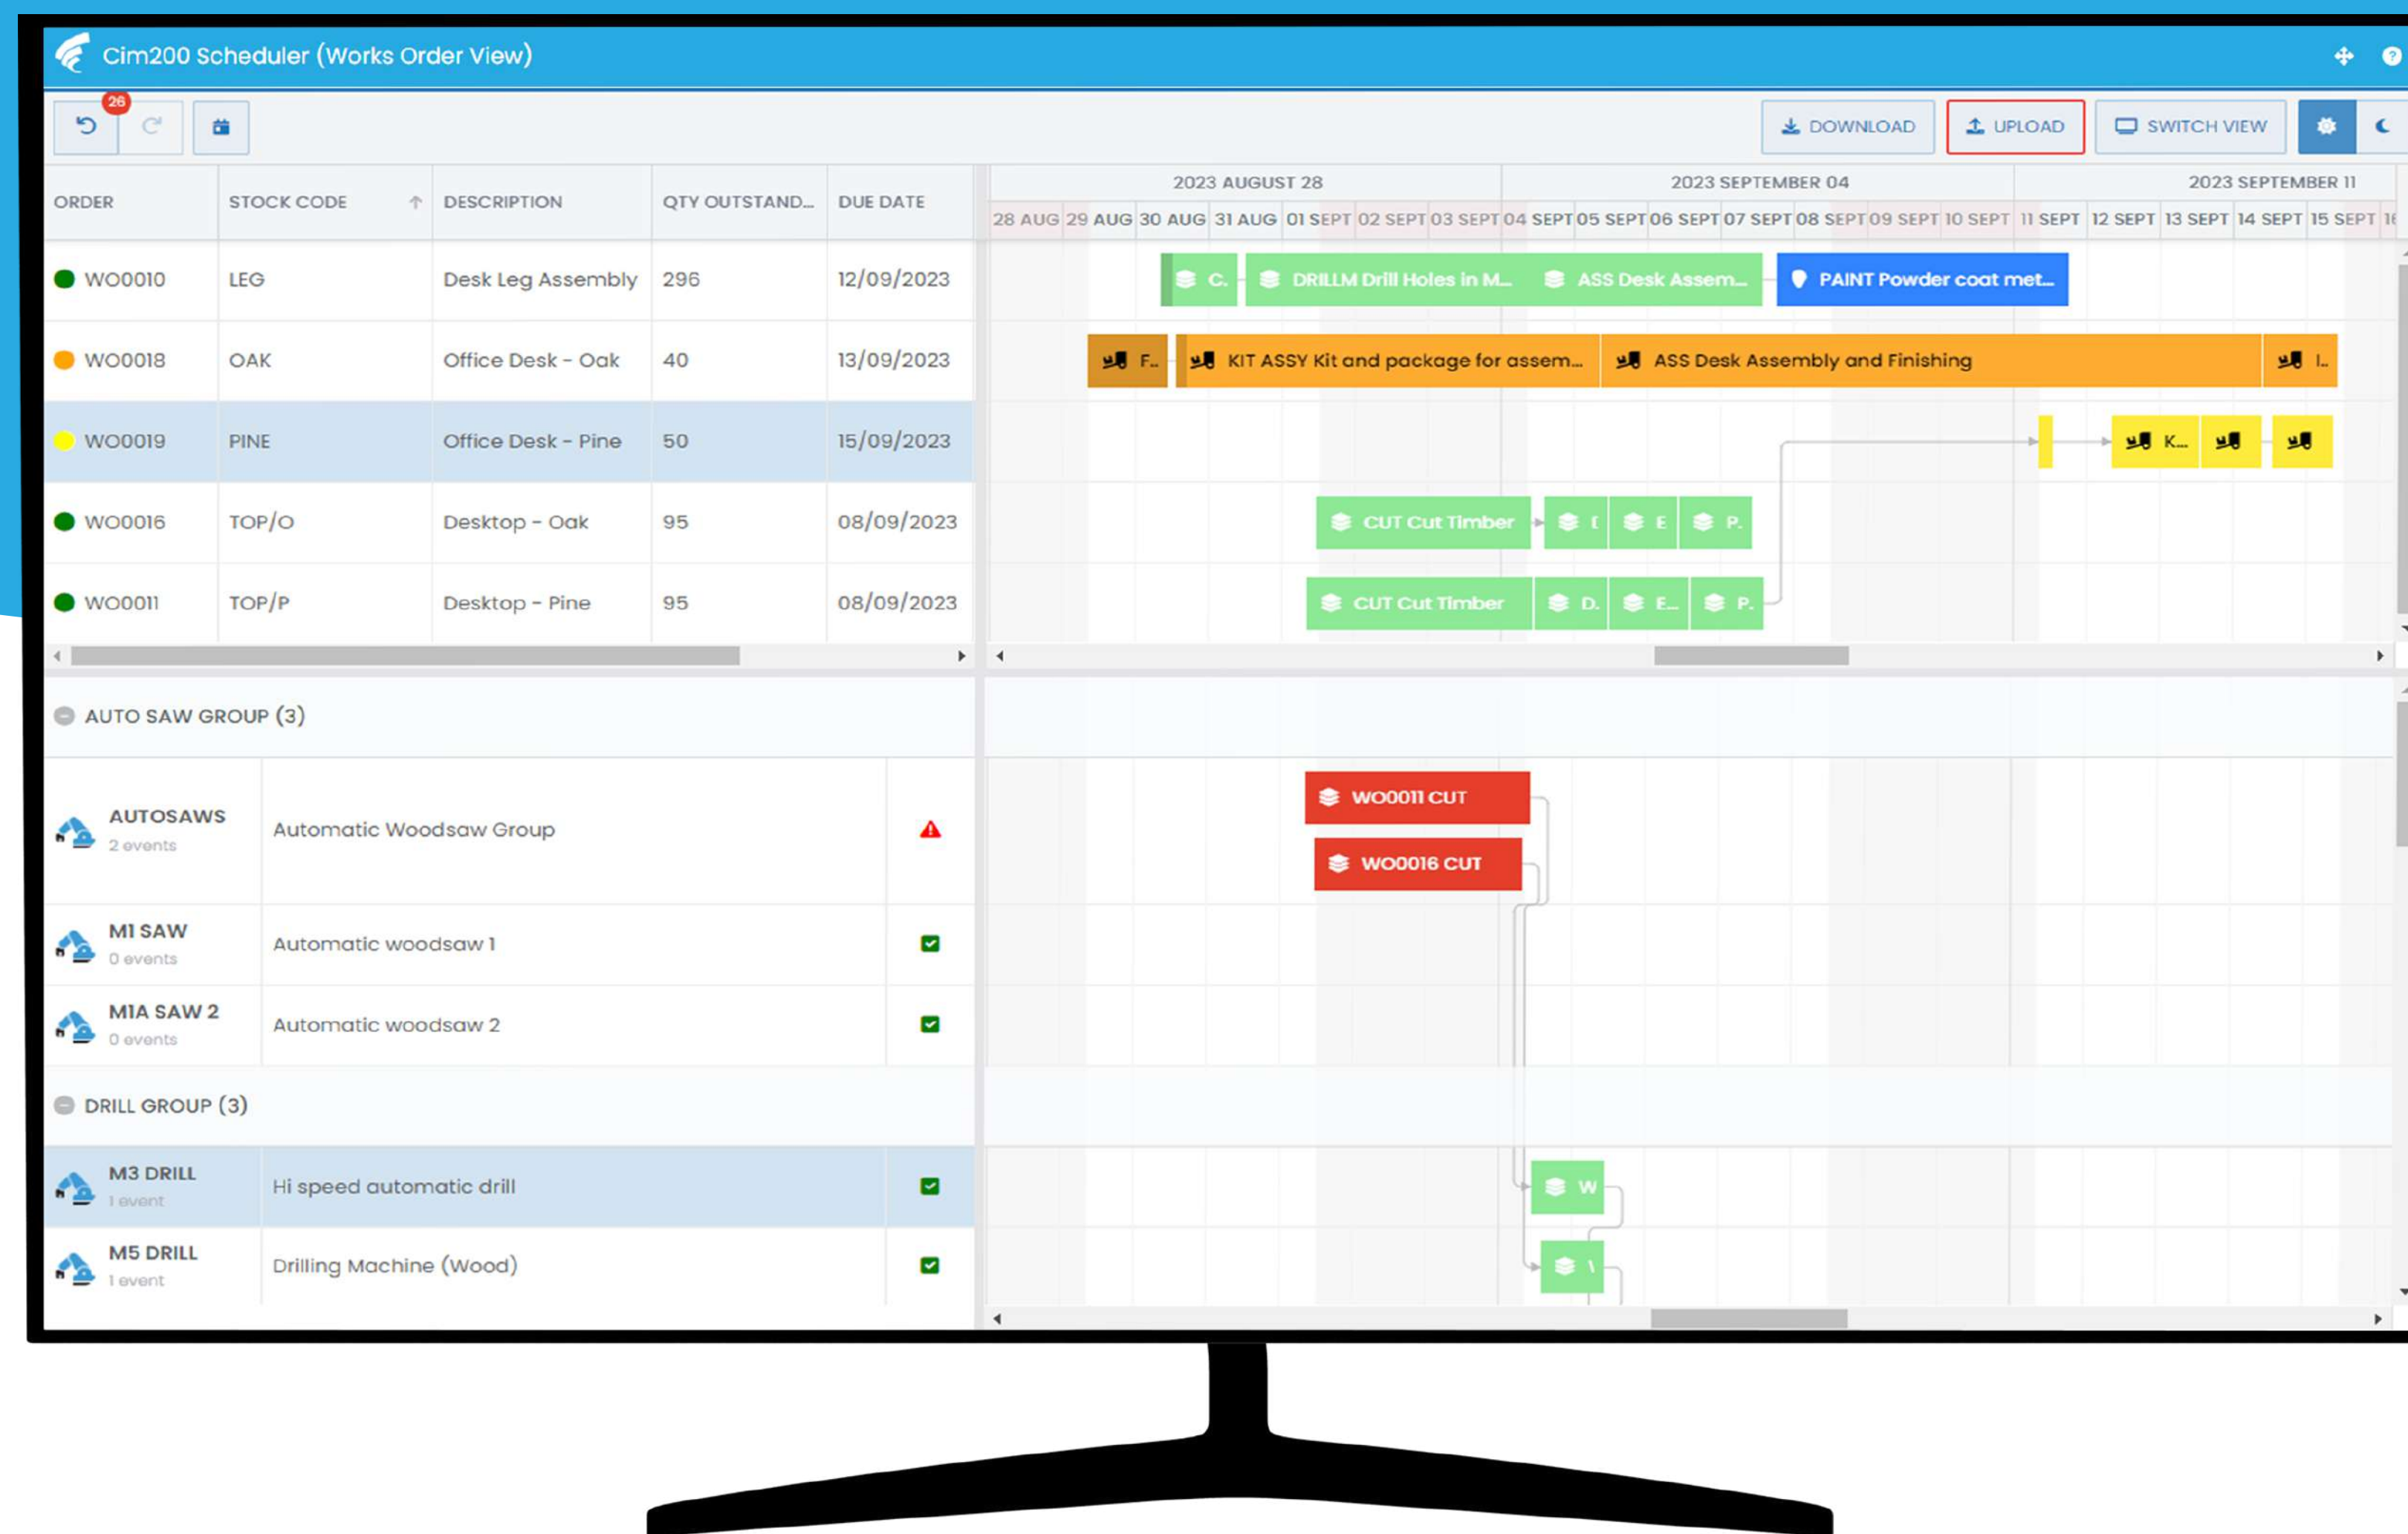 Cim200 Scheduler (Works Order View)
26
DOWNLOAD
UPLOAD
SWITCH VIEW
ORDER STOCK CODE DESCRIPTION QTY OUTSTAND... DUE DATE
2023 AUGUST 28 2023 SEPTEMBER 04 2023 SEPTEMBER 11
28 AUG 29 AUG 30 AUG 31 AUG 01 SEPT 02 SEPT 03 SEPT 04 SEPT 05 SEPT 06 SEPT 07 SEPT 08 SEPT 09 SEPT 10 SEPT 11 SEPT 12 SEPT 13 SEPT 14 SEPT 15 SEPT
WO0010 LEG Desk Leg Assembly 296 12/09/2023 C. DRILLM Drill Holes in M... ASS Desk Assem... PAINT Powder coat met...
WO0018 OAK Office Desk - Oak 40 13/09/2023 F.. KIT ASSY Kit and package for assem... ASS Desk Assembly and Finishing I..
WO0019 PINE Office Desk - Pine 50 15/09/2023 K...
WO0016 TOP/O Desktop - Oak 95 08/09/2023 CUT Cut Timber E P.
WO0011 TOP/P Desktop - Pine 95 08/09/2023 CUT Cut Timber D. E... P.
AUTO SAW GROUP (3)
AUTOSAWS
2 events
Automatic Woodsaw Group
WO0011 CUT
WO0016 CUT
M1 SAW
0 events
Automatic woodsaw 1
M1A SAW 2
0 events
Automatic woodsaw 2
DRILL GROUP (3)
M3 DRILL
1 event
Hi speed automatic drill
W
M5 DRILL
1 event
Drilling Machine (Wood)